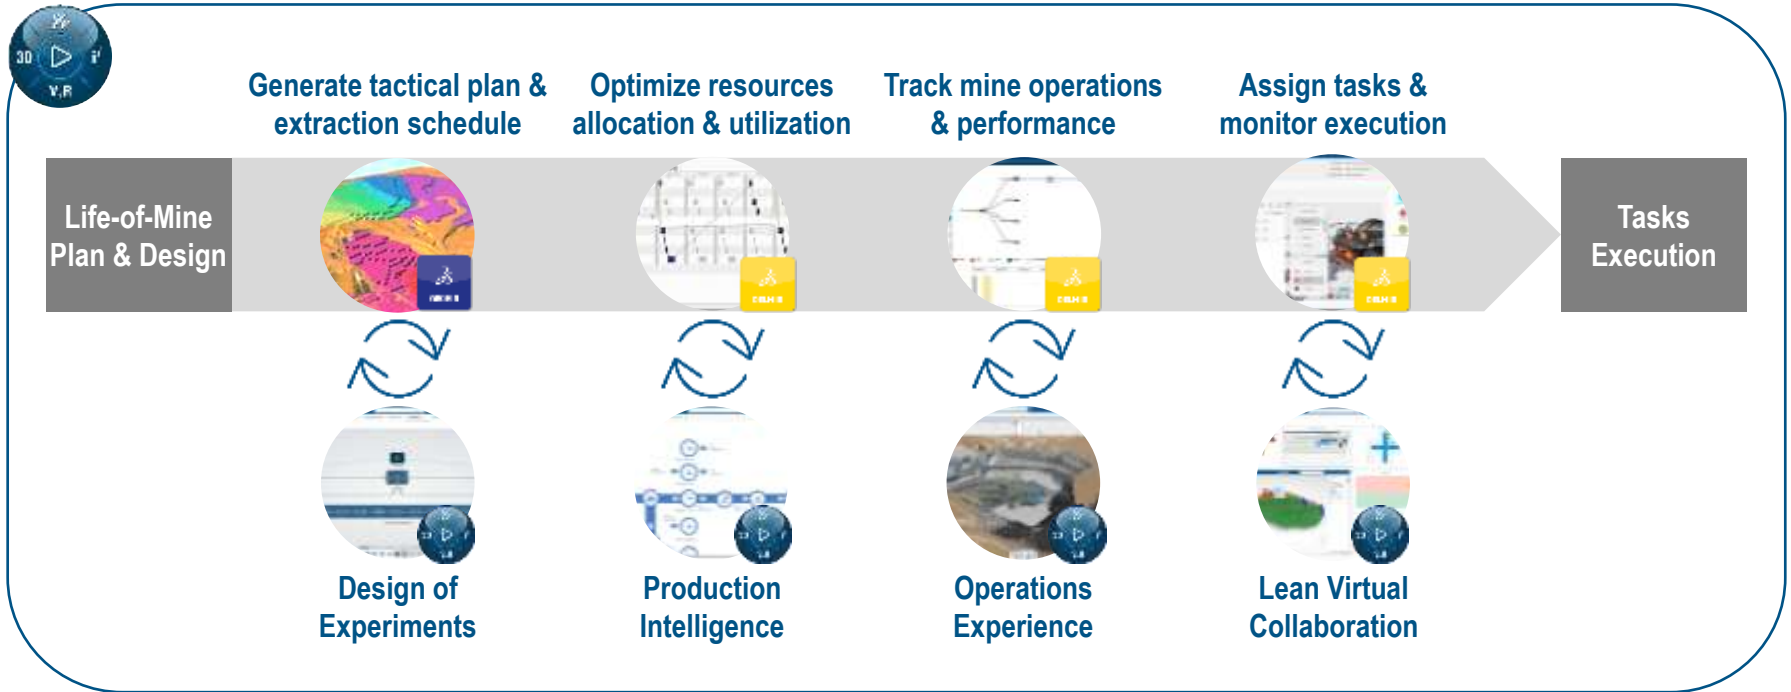 3D
V,R
Generate tactical plan &
extraction schedule
Optimize resources
allocation & utilization
Track mine operations
& performance
Assign tasks &
monitor execution
Life-of-Mine
Plan & Design
Tasks
Execution
Design of
Experiments
Production
Intelligence
Operations
Experience
Lean Virtual
Collaboration